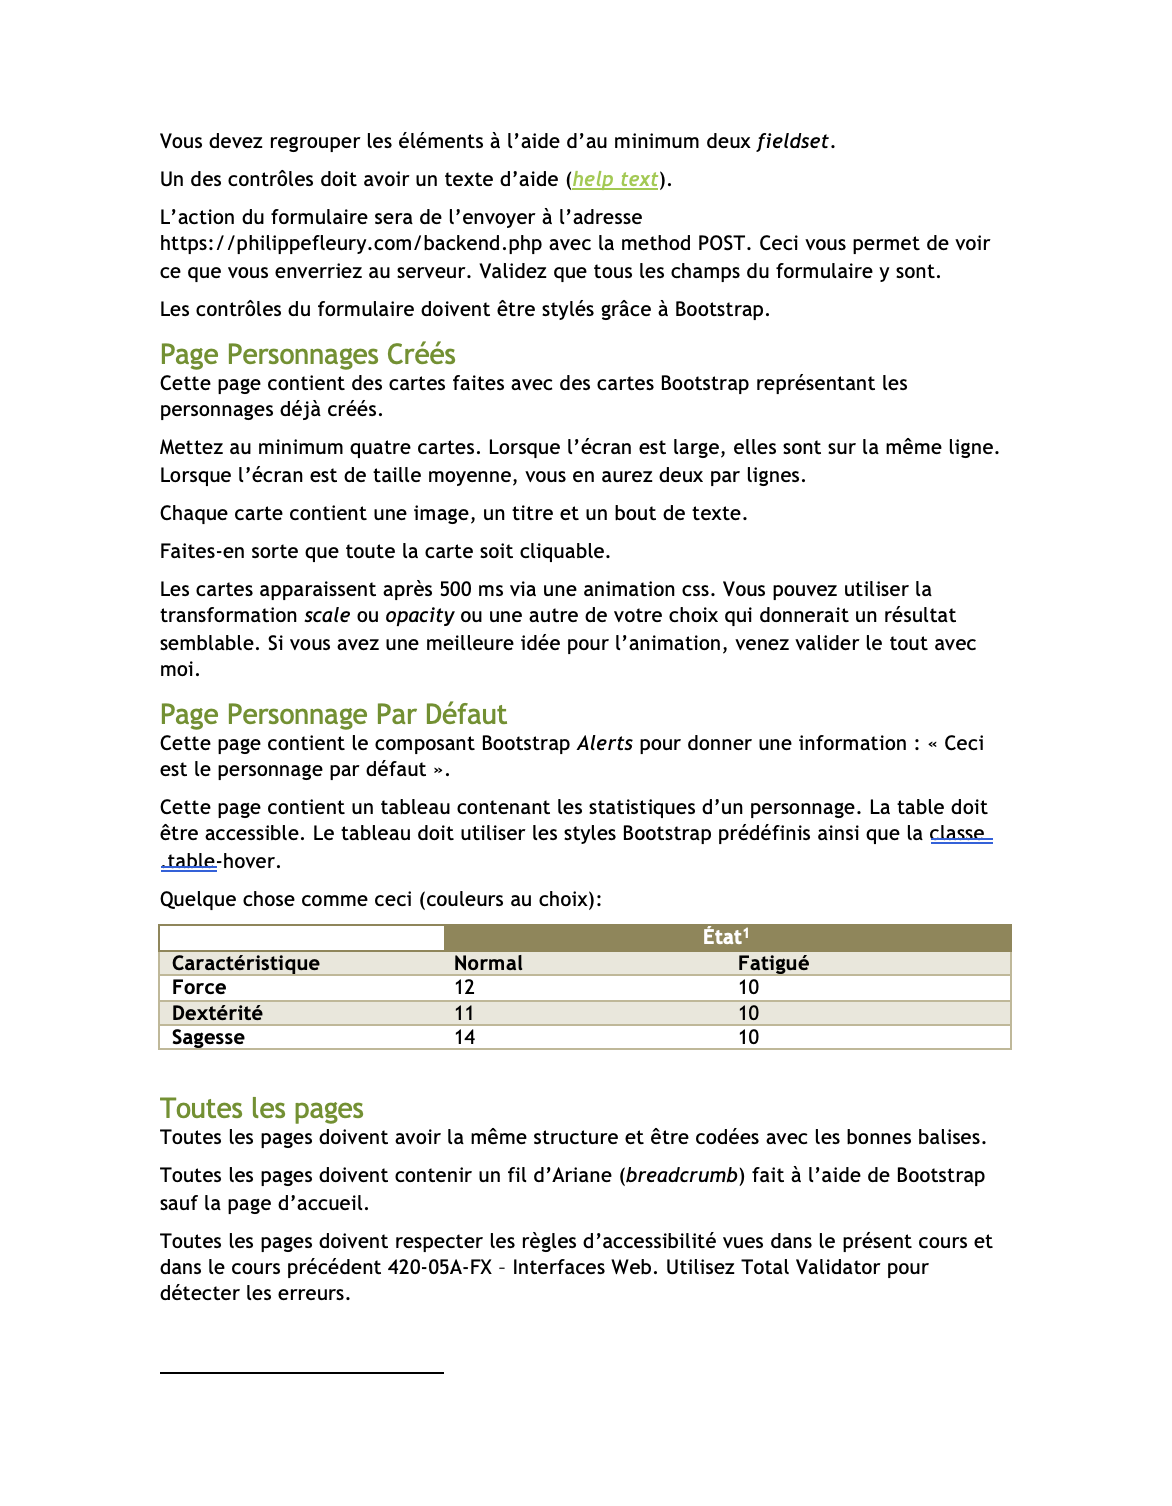 Vous devez regrouper les éléments à l’aide d’au minimum deux fieldset.
Un des contrôles doit avoir un texte d’aide (help text).
L’action du formulaire sera de l’envoyer à l’adresse
https://philippefleury.com/backend.php avec la method POST. Ceci vous permet de voir
ce que vous enverriez au serveur. Validez que tous les champs du formulaire y sont.
Les contrôles du formulaire doivent être stylés grâce à Bootstrap.
Page Personnages Créés
Cette page contient des cartes faites avec des cartes Bootstrap représentant les
personnages déjà créés.
Mettez au minimum quatre cartes. Lorsque l’écran est large, elles sont sur la même ligne.
Lorsque l’écran est de taille moyenne, vous en aurez deux par lignes.
Chaque carte contient une image, un titre et un bout de texte.
Faites-en sorte que toute la carte soit cliquable.
Les cartes apparaissent après 500 ms via une animation css. Vous pouvez utiliser la
transformation scale ou opacity ou une autre de votre choix qui donnerait un résultat
semblable. Si vous avez une meilleure idée pour l’animation, venez valider le tout avec
moi.
Page Personnage Par Défaut
Cette page contient le composant Bootstrap Alerts pour donner une information : « Ceci
est le personnage par défaut ».
Cette page contient un tableau contenant les statistiques d’un personnage. La table doit
être accessible. Le tableau doit utiliser les styles Bootstrap prédéfinis ainsi que la classe
.table-hover.
Quelque chose comme ceci (couleurs au choix):
État¹
Caractéristique Normal Fatigué
Force 12 10
Dextérité 11 10
Sagesse 14 10
Toutes les pages
Toutes les pages doivent avoir la même structure et être codées avec les bonnes balises.
Toutes les pages doivent contenir un fil d’Ariane (breadcrumb) fait à l’aide de Bootstrap
sauf la page d’accueil.
Toutes les pages doivent respecter les règles d’accessibilité vues dans le présent cours et
dans le cours précédent 420-05A-FX – Interfaces Web. Utilisez Total Validator pour
détecter les erreurs.